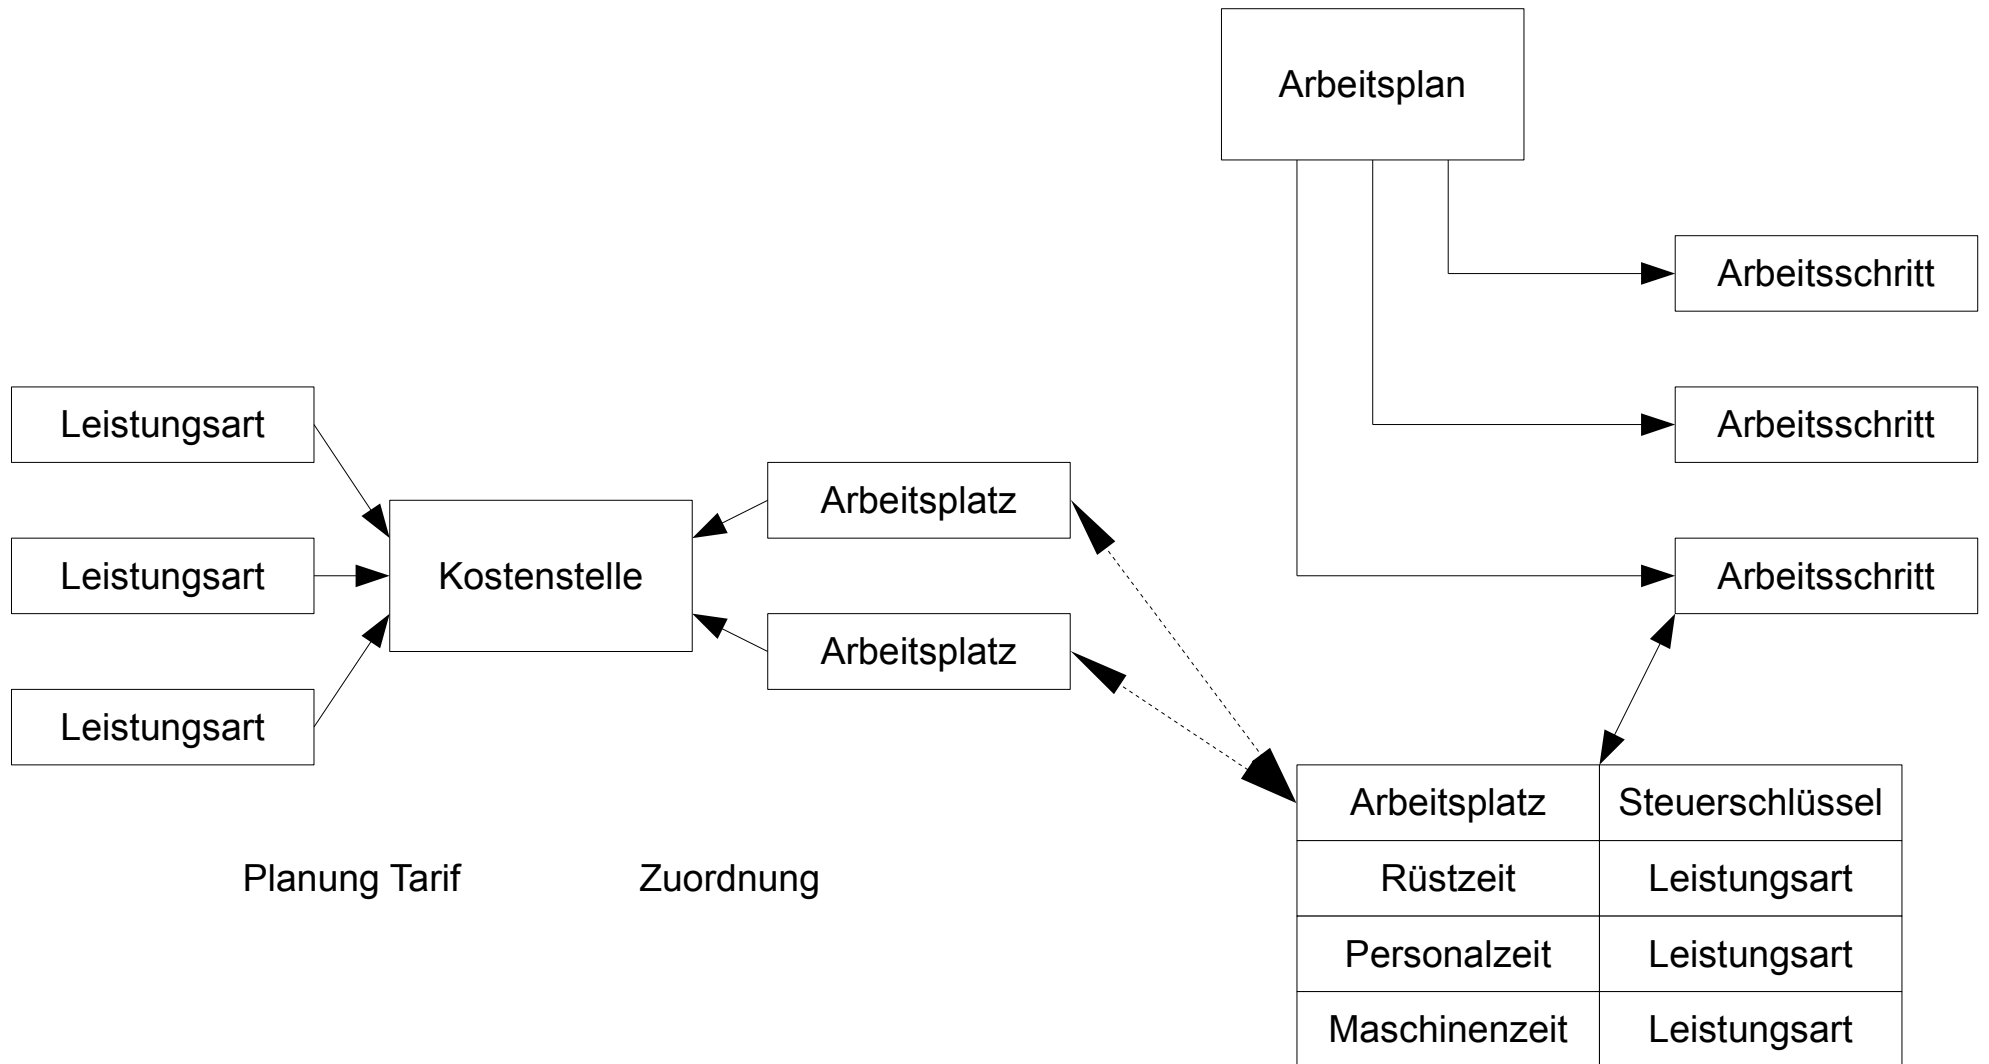 Arbeitsplan
Arbeitsschritt
Leistungsart
Arbeitsschritt
Arbeitsplatz
Leistungsart
Kostenstelle
Arbeitsschritt
Arbeitsplatz
Leistungsart
Arbeitsplatz Steuerschlüssel
Planung Tarif Zuordnung
Rüstzeit Leistungsart
Personalzeit Leistungsart
Maschinenzeit Leistungsart